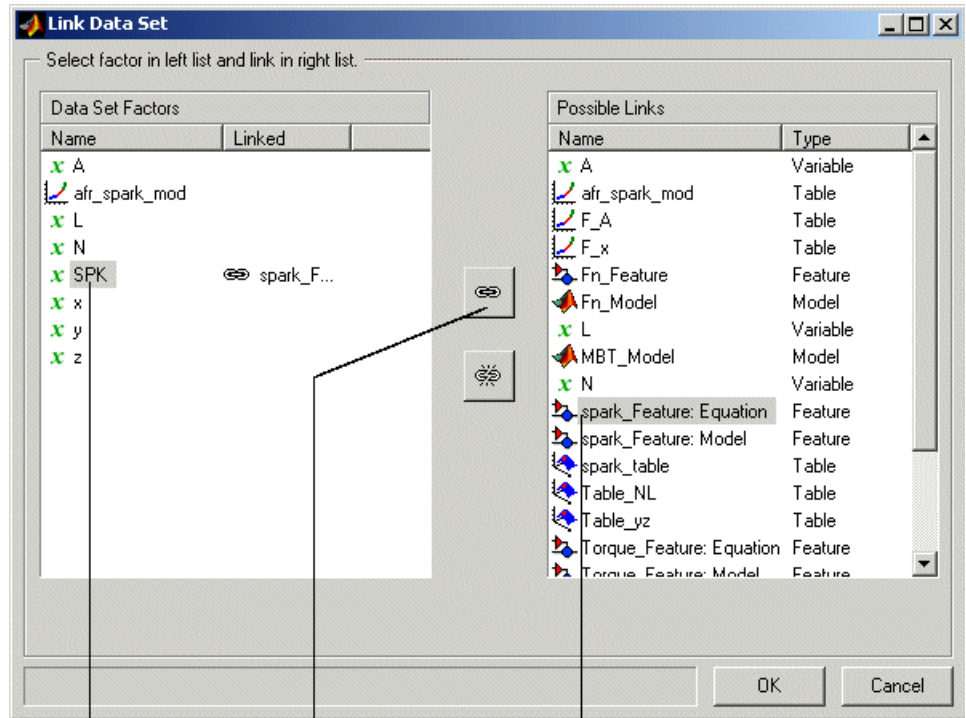 Link Data Set
Select factor in left list and link in right list.
Data Set Factors
Name Linked
x A
afr_spark_mod
x L
x N
x SPK spark_F...
x x
x y
x z
Possible Links
Name Type
x A Variable
afr_spark_mod Table
F_A Table
F_x Table
Fn_Feature Feature
Fn_Model Model
x L Variable
MBT_Model Model
x N Variable
spark_Feature: Equation Feature
spark_Feature: Model Feature
spark_table Table
Table_NL Table
Table_yz Table
Torque_Feature: Equation Feature
Torque_Feature: Model Feature
OK Cancel